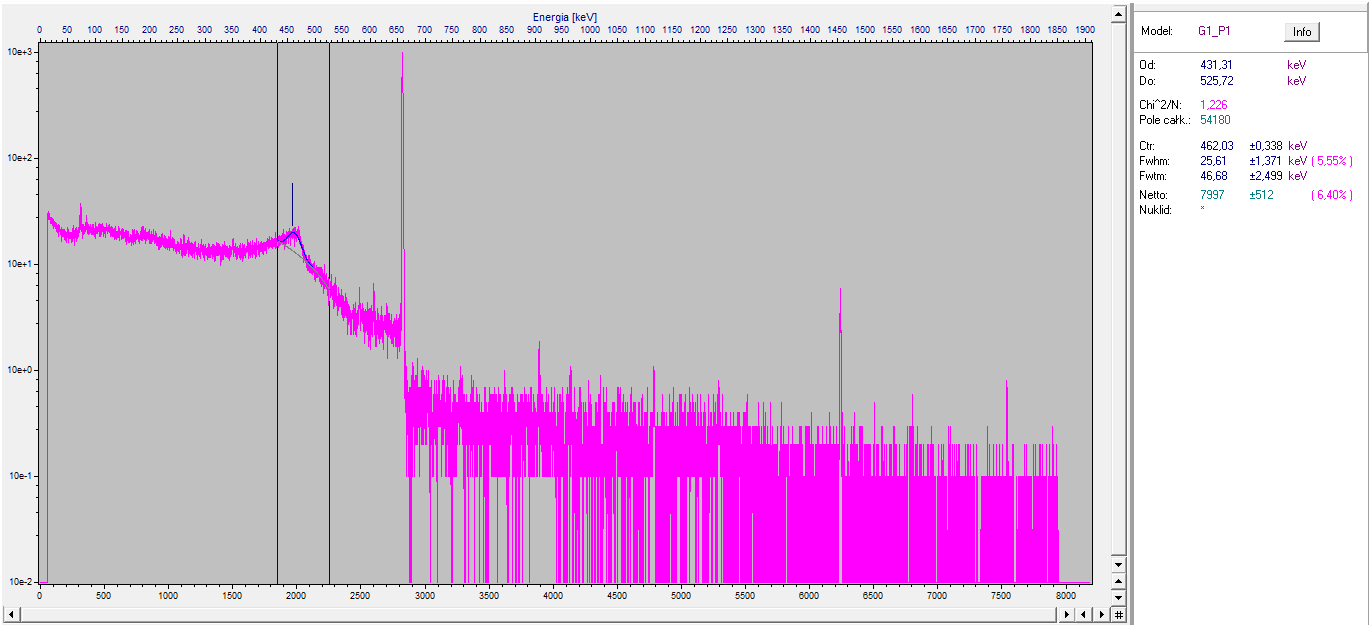 Energia [keV]
0 50 100 150 200 250 300 350 400 450 500 550 600 650 700 750 800 850 900 950 1000 1050 1100 1150 1200 1250 1300 1350 1400 1450 1500 1550 1600 1650 1700 1750 1800 1850 1900
10e+3
10e+2
10e+1
10e+0
10e-1
10e-2
0 500 1000 1500 2000 2500 3000 3500 4000 4500 5000 5500 6000 6500 7000 7500 8000
#
Model: G1_P1 Info
Od: 431,31 keV
Do: 525,72 keV
Chi^2/N: 1,226
Pole całk.: 54180
Ctr: 462,03 ±0,338 keV
Fwhm: 25,61 ±1,371 keV ( 5,55% )
Fwtm: 46,68 ±2,499 keV
Netto: 7997 ±512 ( 6,40% )
Nuklid: *